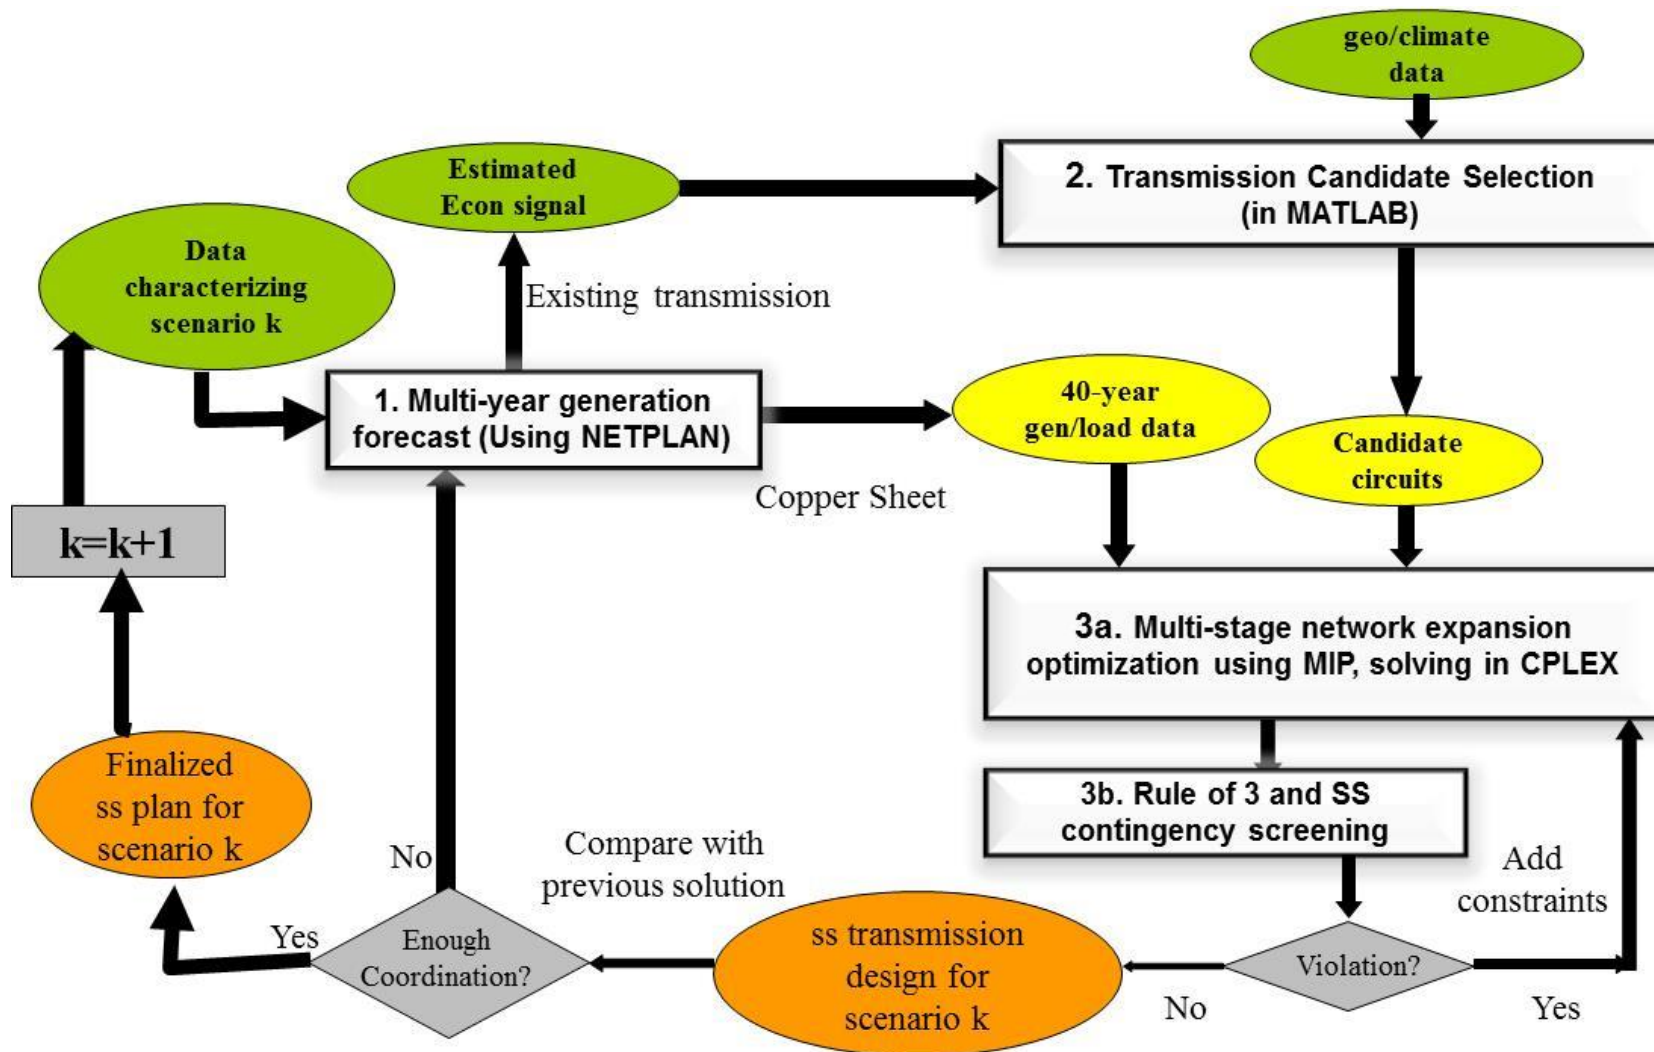 geo/climate
data
Estimated
Econ signal
2. Transmission Candidate Selection
(in MATLAB)
Data
characterizing
scenario k
Existing transmission
1. Multi-year generation
forecast (Using NETPLAN)
40-year
gen/load data
Candidate
circuits
Copper Sheet
k=k+1
3a. Multi-stage network expansion
optimization using MIP, solving in CPLEX
Finalized
ss plan for
scenario k
3b. Rule of 3 and SS
contingency screening
No
Compare with
previous solution
Add
constraints
Yes
Enough
Coordination?
ss transmission
design for
scenario k
Violation?
No
Yes